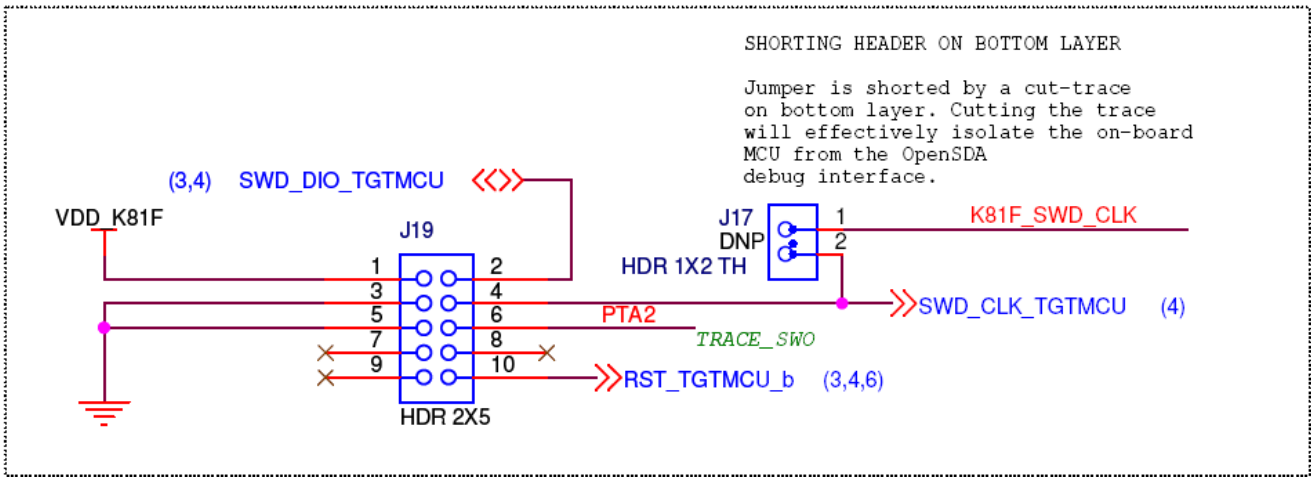 SHORTING HEADER ON BOTTOM LAYER
Jumper is shorted by a cut-trace
on bottom layer. Cutting the trace
will effectively isolate the on-board
MCU from the OpenSDA
debug interface.
(3,4) SWD_DIO_TGTMCU
VDD_K81F
J19
J17
DNP
HDR 1X2 TH
1
2
K81F_SWD_CLK
1 2
3 4
5 6
7 8
9 10
PTA2
TRACE_SWO
SWD_CLK_TGTMCU (4)
RST_TGTMCU_b (3,4,6)
HDR 2X5